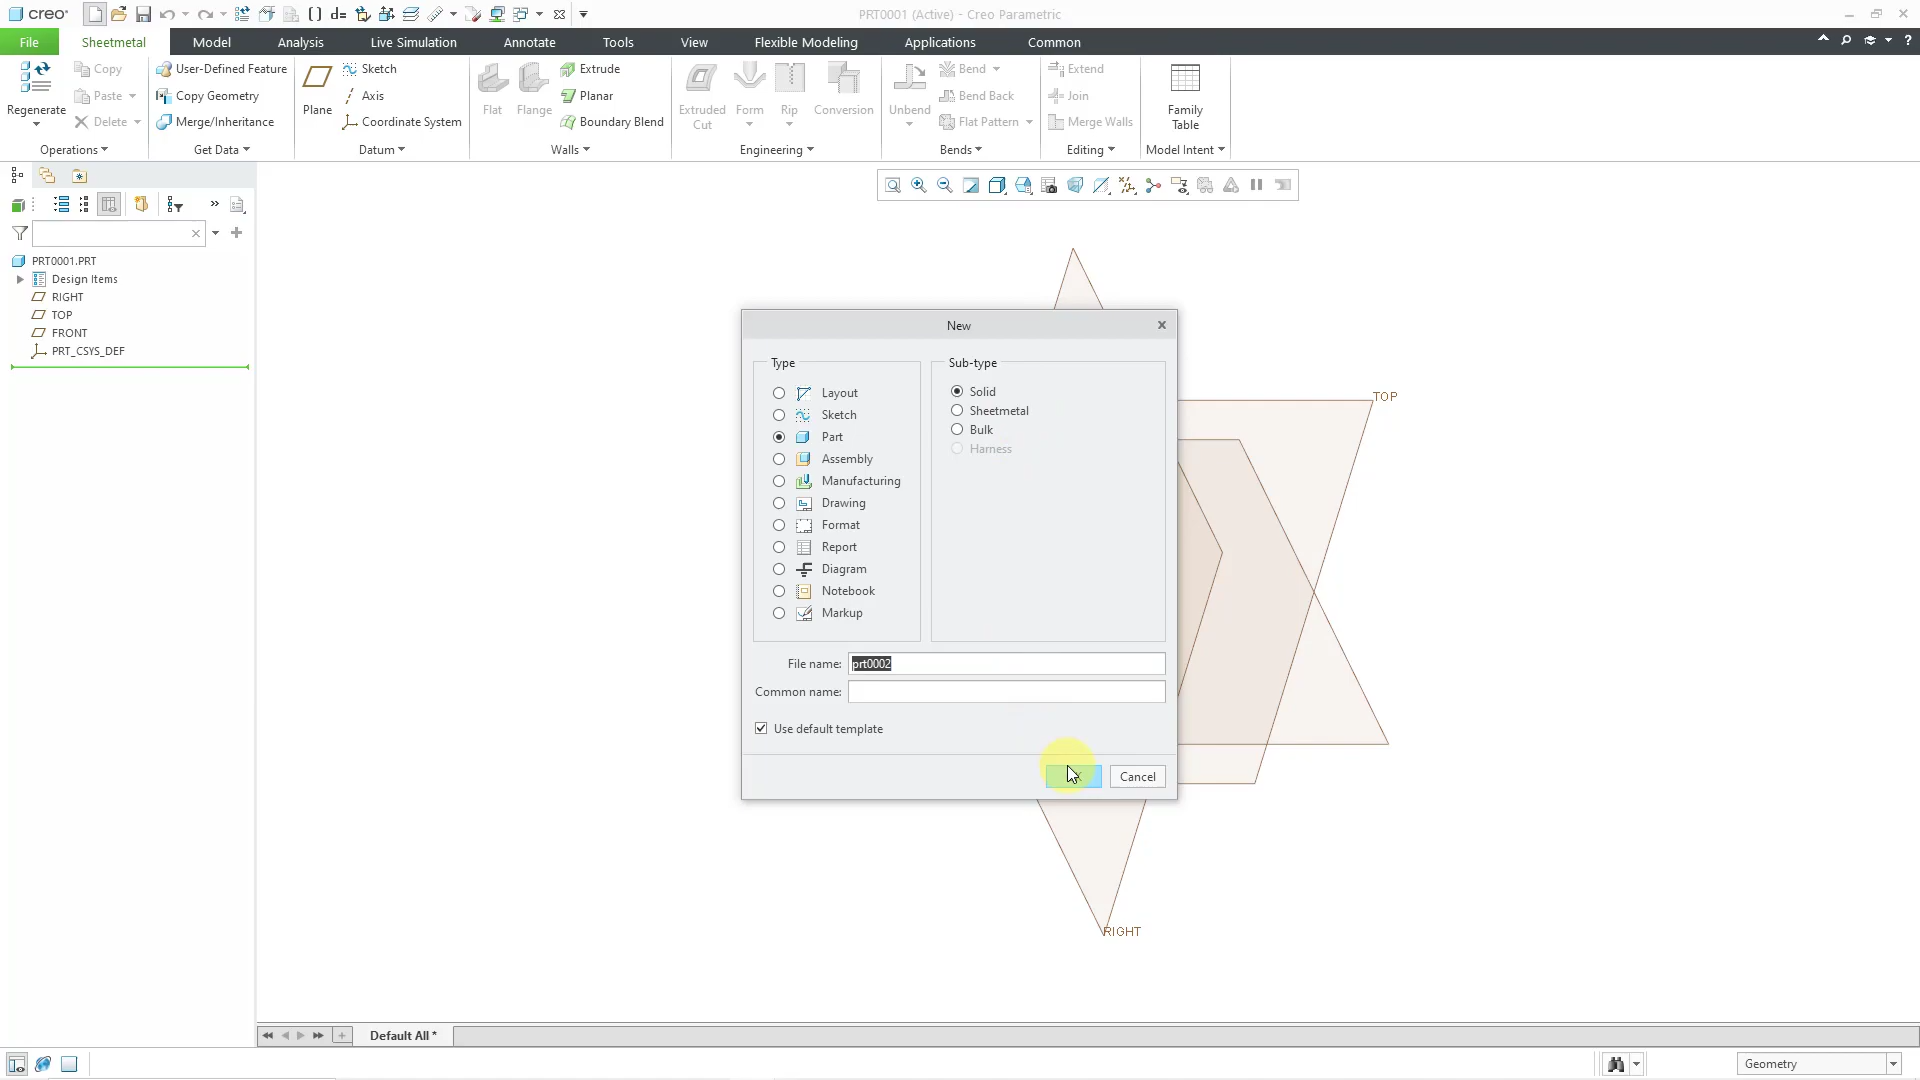 creo
PRT0001 (Active) - Creo Parametric
File
Sheetmetal
Model
Analysis
Live Simulation
Annotate
Tools
View
Flexible Modeling
Applications
Common
Regenerate
Copy
Paste
Delete
Operations
User-Defined Feature
Copy Geometry
Merge/Inheritance
Get Data
Plane
Sketch
Axis
Coordinate System
Datum
Flat
Flange
Extrude
Planar
Boundary Blend
Walls
Extruded
Cut
Form
Rip
Conversion
Engineering
Unbend
Bend
Bend Back
Flat Pattern
Bends
Extend
Join
Merge Walls
Editing
Family
Table
Model Intent
PRT0001.PRT
Design Items
RIGHT
TOP
FRONT
PRT_CSYS_DEF
New
Type
Layout
Sketch
Part
Assembly
Manufacturing
Drawing
Format
Report
Diagram
Notebook
Markup
Sub-type
Solid
Sheetmetal
Bulk
Harness
File name: prt0002
Common name:
Use default template
Cancel
TOP
RIGHT
Default All *
Geometry